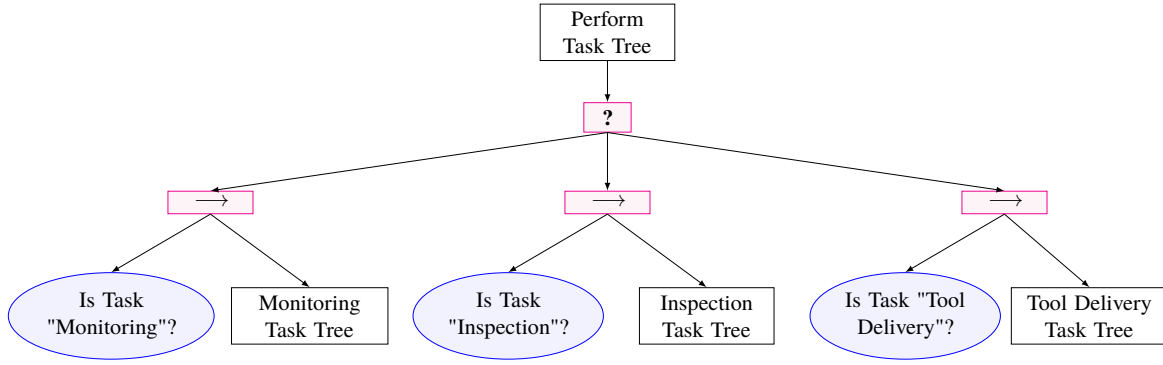 Perform
Task Tree
?
⟶
⟶
⟶
Is Task
"Monitoring"?
Monitoring
Task Tree
Is Task
"Inspection"?
Inspection
Task Tree
Is Task "Tool
Delivery"?
Tool Delivery
Task Tree